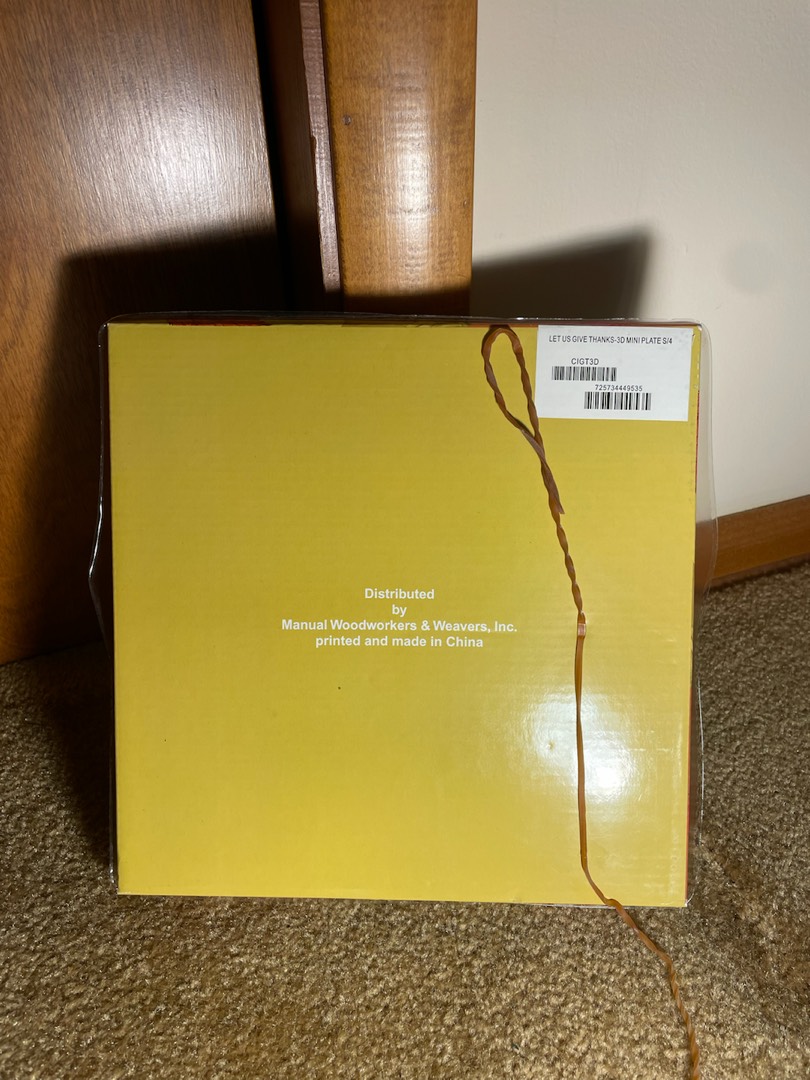 LET US GIVE THANKS-3D MINI PLATE S/4
CIGT3D
725734449535
Distributed
by
Manual Woodworkers & Weavers, Inc.
printed and made in China